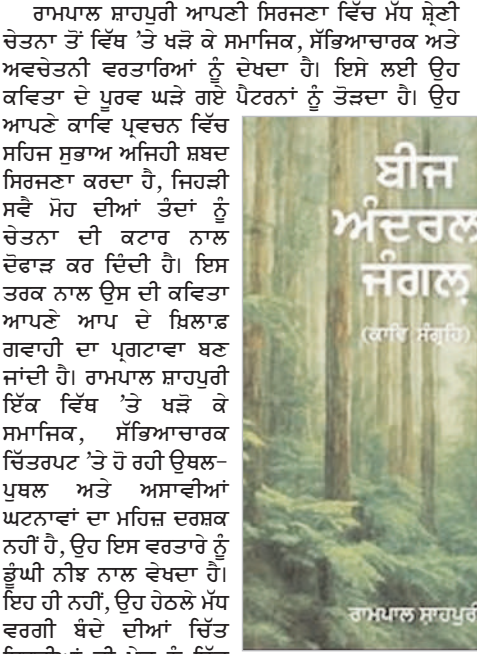 ਰਾਮਪਾਲ ਸ਼ਾਹਪੁਰੀ ਆਪਣੀ ਸਿਰਜਣਾ ਵਿੱਚ ਮੱਧ ਸ਼੍ਰੇਣੀ
ਚੇਤਨਾ ਤੋਂ ਵਿੱਥ ’ਤੇ ਖੜੋ ਕੇ ਸਮਾਜਿਕ, ਸੱਭਿਆਚਾਰਕ ਅਤੇ
ਅਵਚੇਤਨੀ ਵਰਤਾਰਿਆਂ ਨੂੰ ਦੇਖਦਾ ਹੈ। ਇਸੇ ਲਈ ਉਹ
ਕਵਿਤਾ ਦੇ ਪੂਰਵ ਘੜੇ ਗਏ ਪੈਟਰਨਾਂ ਨੂੰ ਤੋੜਦਾ ਹੈ। ਉਹ
ਆਪਣੇ ਕਾਵਿ ਪ੍ਰਵਚਨ ਵਿੱਚ
ਸਹਿਜ ਸੁਭਾਅ ਅਜਿਹੀ ਸ਼ਬਦ
ਸਿਰਜਣਾ ਕਰਦਾ ਹੈ, ਜਿਹੜੀ
ਸਵੈ ਮੋਹ ਦੀਆਂ ਤੰਦਾਂ ਨੂੰ
ਚੇਤਨਾ ਦੀ ਕਟਾਰ ਨਾਲ
ਦੋਫਾੜ ਕਰ ਦਿੰਦੀ ਹੈ। ਇਸ
ਤਰਕ ਨਾਲ ਉਸ ਦੀ ਕਵਿਤਾ
ਆਪਣੇ ਆਪ ਦੇ ਖ਼ਿਲਾਫ਼
ਗਵਾਹੀ ਦਾ ਪ੍ਰਗਟਾਵਾ ਬਣ
ਜਾਂਦੀ ਹੈ। ਰਾਮਪਾਲ ਸ਼ਾਹਪੁਰੀ
ਇੱਕ ਵਿੱਥ ’ਤੇ ਖੜੋ ਕੇ
ਸਮਾਜਿਕ, ਸੱਭਿਆਚਾਰਕ
ਚਿੱਤਰਪਟ ’ਤੇ ਹੋ ਰਹੀ ਉਥਲ-
ਪੁਥਲ ਅਤੇ ਅਸਾਵੀਆਂ
ਘਟਨਾਵਾਂ ਦਾ ਮਹਿਜ਼ ਦਰਸ਼ਕ
ਨਹੀਂ ਹੈ, ਉਹ ਇਸ ਵਰਤਾਰੇ ਨੂੰ
ਡੂੰਘੀ ਨੀਝ ਨਾਲ ਵੇਖਦਾ ਹੈ।
ਇਹ ਹੀ ਨਹੀਂ, ਉਹ ਹੇਠਲੇ ਮੱਧ
ਵਰਗੀ ਬੰਦੇ ਦੀਆਂ ਚਿੱਤ
ਬੀਜ
ਅੰਦਰਲ
ਜੰਗਲ਼
(ਕਾਵਿ ਸੰਗ੍ਰਹਿ)
ਰਾਮਪਾਲ ਸ਼ਾਹਪੁਰੀ